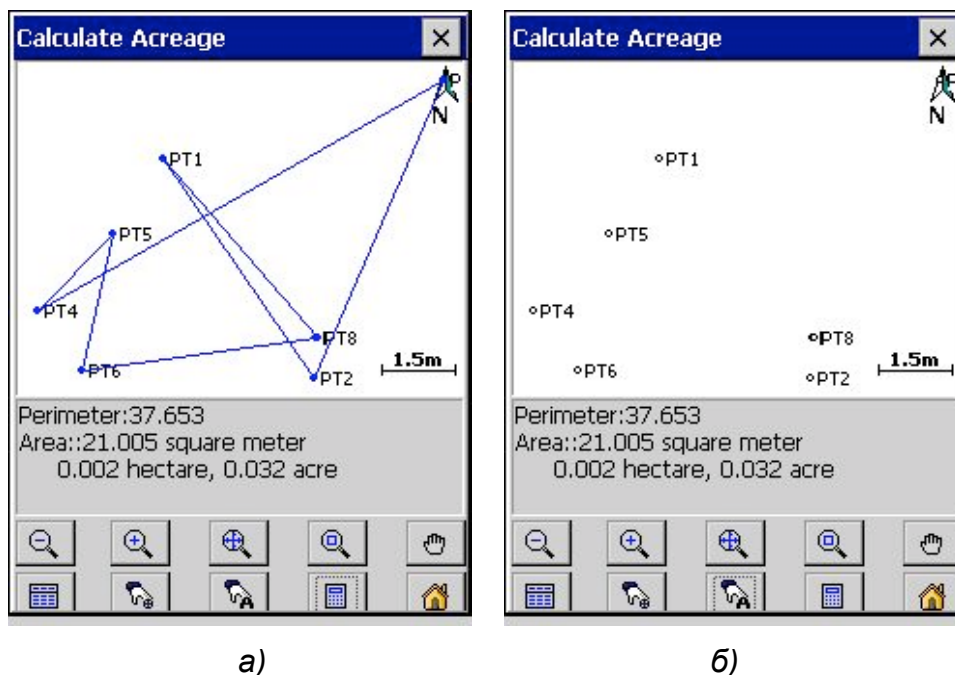 Calculate Acreage
P
N
PT1
PT5
PT4
PT8
PT6
PT2
1.5m
Perimeter:37.653
Area::21.005 square meter
0.002 hectare, 0.032 acre
а)
Calculate Acreage
N
PT1
PT5
PT4
PT8
PT6
PT2
1.5m
Perimeter:37.653
Area::21.005 square meter
0.002 hectare, 0.032 acre
б)